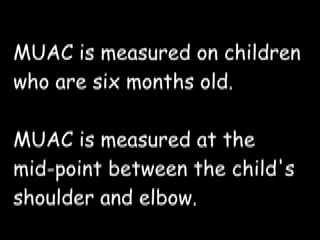 MUAC is measured on children
who are six months old.
MUAC is measured at the
mid-point between the child's
shoulder and elbow.